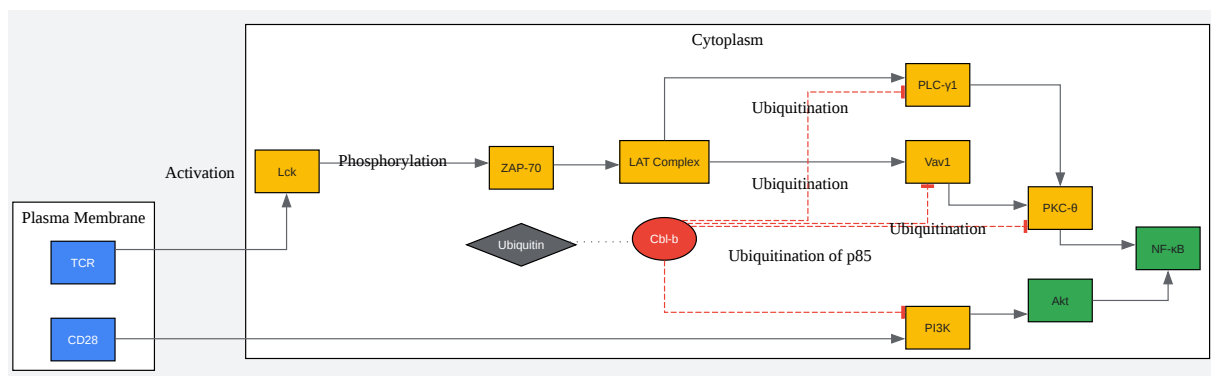 Cytoplasm
PLC-γ1
Ubiquitination
Activation
Lck
Phosphorylation
ZAP-70
LAT Complex
Vav1
Ubiquitination
PKC-θ
Plasma Membrane
TCR
Ubiquitin
Cbl-b
Ubiquitination
Ubiquitination of p85
NF-κB
Akt
CD28
PI3K